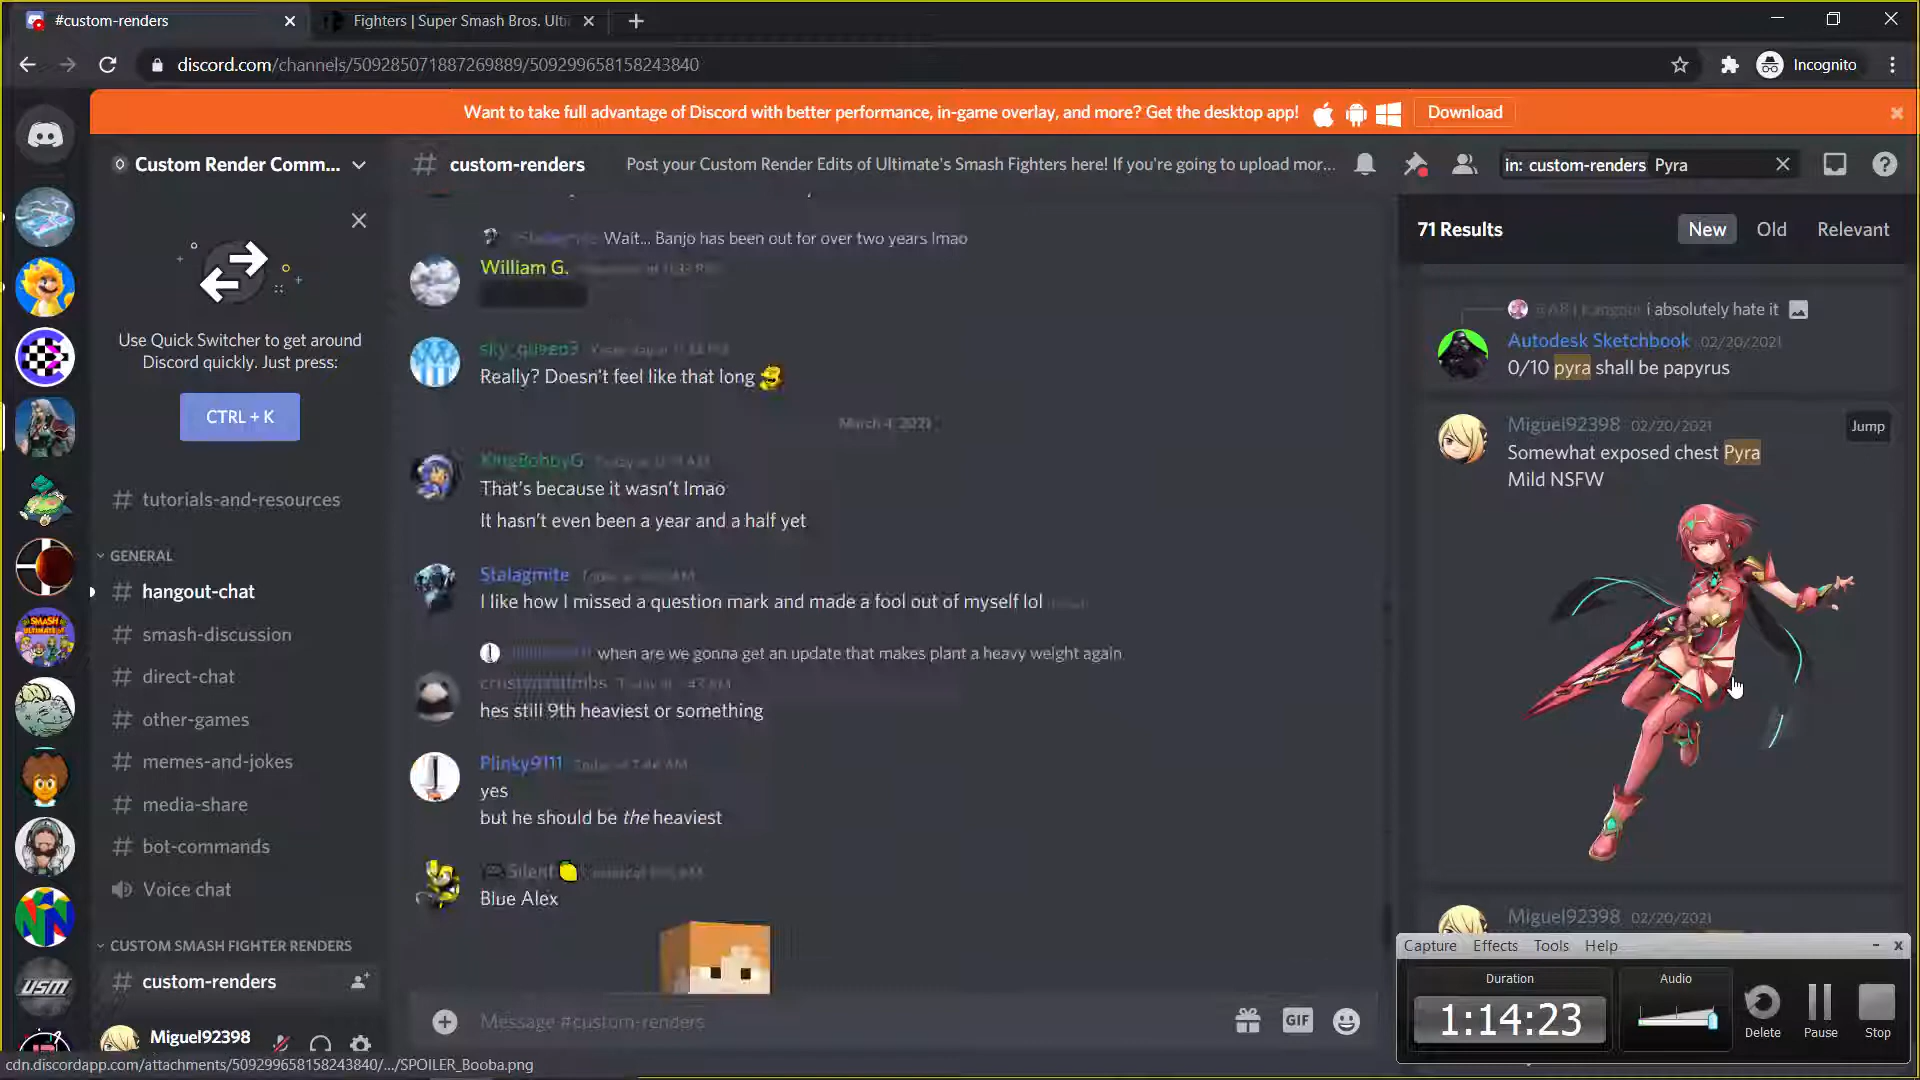 #custom-renders
Fighters | Super Smash Bros. Ulti
discord.com/channels/509285071887269889/509299658158243840
Incognito
Want to take full advantage of Discord with better performance, in-game overlay, and more? Get the desktop app!
Download
Custom Render Comm...
custom-renders
Post your Custom Render Edits of Ultimate's Smash Fighters here! If you're going to upload mor...
in: custom-renders Pyra
Use Quick Switcher to get around
Discord quickly. Just press:
CTRL + K
# tutorials-and-resources
GENERAL
# hangout-chat
# smash-discussion
# direct-chat
# other-games
# memes-and-jokes
# media-share
# bot-commands
Voice chat
CUSTOM SMASH FIGHTER RENDERS
# custom-renders
Miguel92398
Wait... Banjo has been out for over two years lmao
William G.
sky_queen3
Really? Doesn't feel like that long
March 4, 2021
KingBobbyG
That's because it wasn't lmao
It hasn't even been a year and a half yet
Stalagmite
I like how I missed a question mark and made a fool out of myself lol
when are we gonna get an update that makes plant a heavy weight again
hes still 9th heaviest or something
Plinky9111
yes
but he should be the heaviest
Silent
Blue Alex
Message #custom-renders
GIF
71 Results
New
Old
Relevant
i absolutely hate it
Autodesk Sketchbook 02/20/2021
0/10 pyra shall be papyrus
Miguel92398 02/20/2021
Jump
Somewhat exposed chest Pyra
Mild NSFW
Miguel92398 02/20/2021
Capture Effects Tools Help
Duration
Audio
1:14:23
Delete
Pause
Stop
SMASH
ULTIMATE
USM
cdn.discordapp.com/attachments/509299658158243840/.../SPOILER_Booba.png